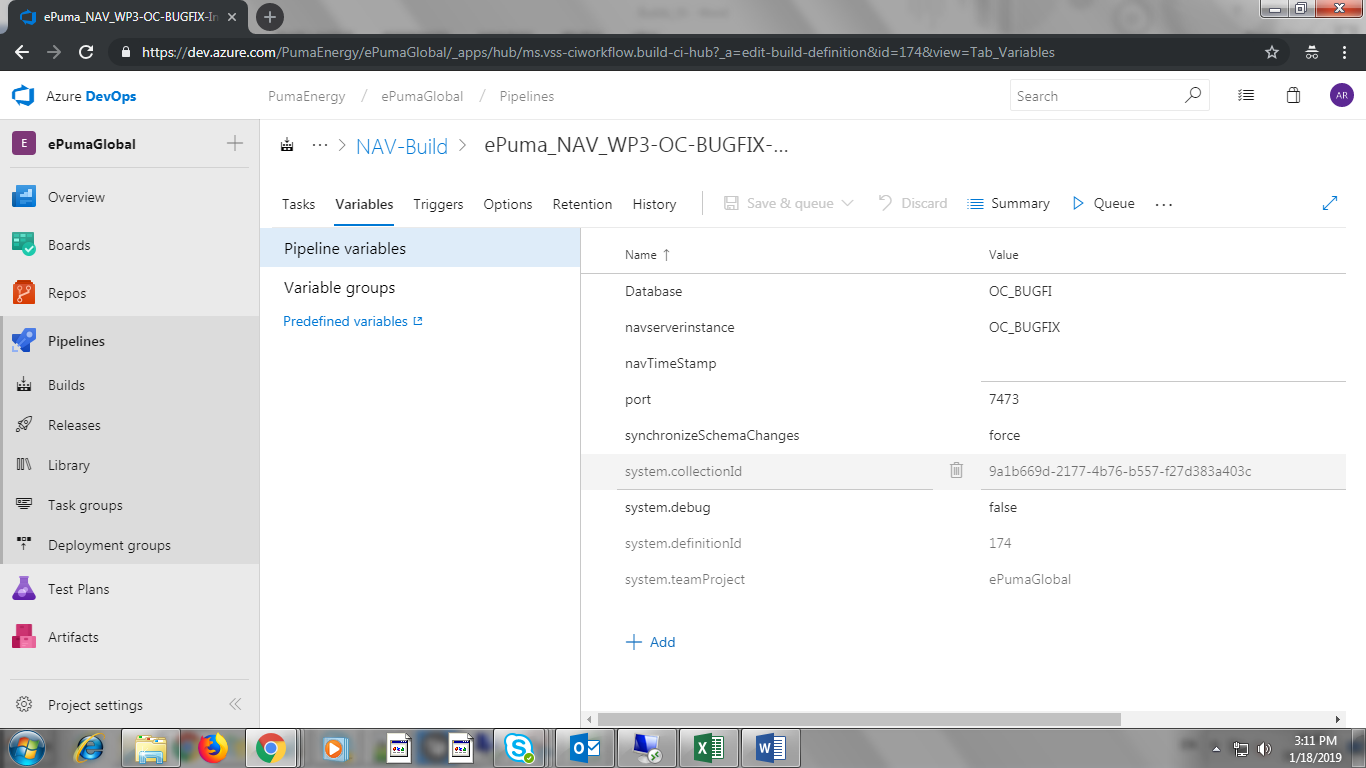 ePuma_NAV_WP3-OC-BUGFIX-In
https://dev.azure.com/PumaEnergy/ePumaGlobal/_apps/hub/ms.vss-ciworkflow.build-ci-hub?_a=edit-build-definition&id=174&view=Tab_Variables
Azure DevOps
PumaEnergy / ePumaGlobal / Pipelines
Search
AR
E ePumaGlobal
... > NAV-Build > ePuma_NAV_WP3-OC-BUGFIX-...
Overview
Boards
Repos
Pipelines
Builds
Releases
Library
Task groups
Deployment groups
Test Plans
Artifacts
Project settings
Tasks Variables Triggers Options Retention History Save & queue Discard Summary Queue ...
Pipeline variables
Variable groups
Predefined variables
Name ↑ Value
Database OC_BUGFI
navserverinstance OC_BUGFIX
navTimeStamp
port 7473
synchronizeSchemaChanges force
system.collectionId 9a1b669d-2177-4b76-b557-f27d383a403c
system.debug false
system.definitionId 174
system.teamProject ePumaGlobal
+ Add
3:11 PM
1/18/2019